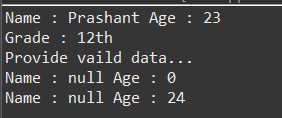 Name : Prashant Age : 23
Grade : 12th
Provide vaild data...
Name : null Age : 0
Name : null Age : 24